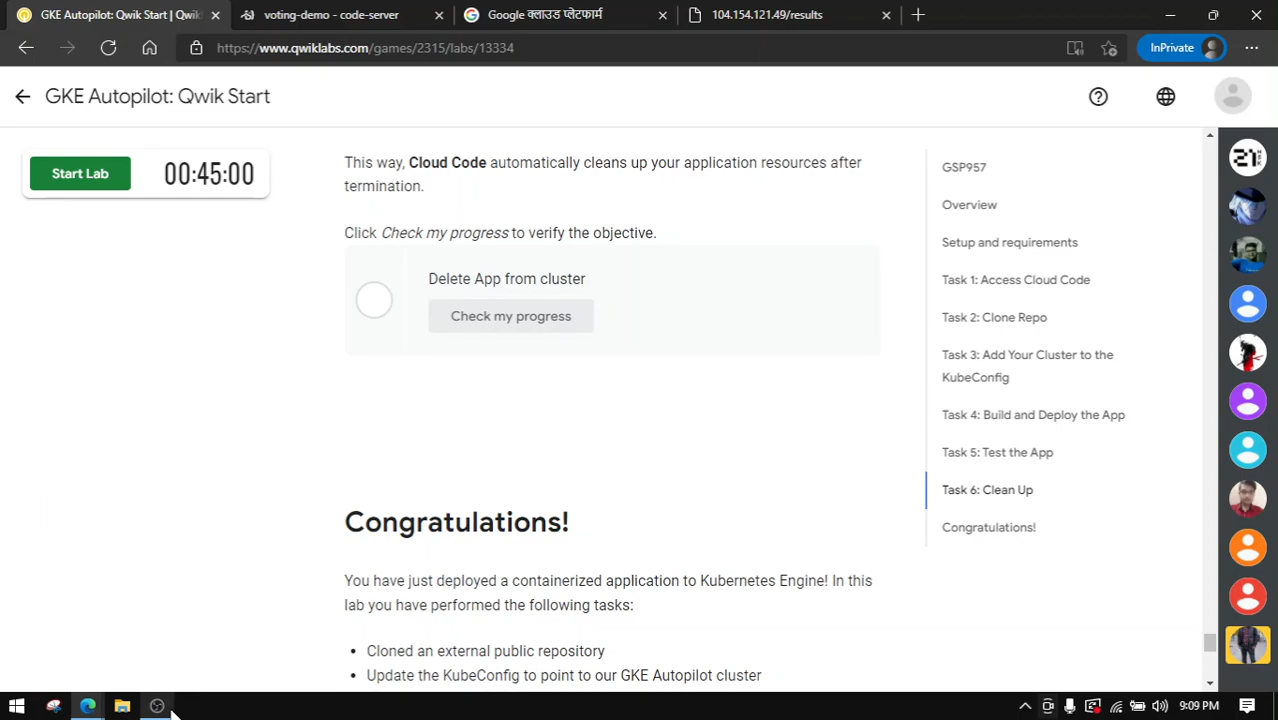 GKE Autopilot: Qwik Start | Qwik
voting-demo - code-server
Google क्लाउड प्लेटफार्म
104.154.121.49/results
https://www.qwiklabs.com/games/2315/labs/13334
InPrivate
GKE Autopilot: Qwik Start
Start Lab
00:45:00
This way, Cloud Code automatically cleans up your application resources after
termination.
Click Check my progress to verify the objective.
Delete App from cluster
Check my progress
Congratulations!
You have just deployed a containerized application to Kubernetes Engine! In this
lab you have performed the following tasks:
• Cloned an external public repository
• Update the KubeConfig to point to our GKE Autopilot cluster
GSP957
Overview
Setup and requirements
Task 1: Access Cloud Code
Task 2: Clone Repo
Task 3: Add Your Cluster to the
KubeConfig
Task 4: Build and Deploy the App
Task 5: Test the App
Task 6: Clean Up
Congratulations!
21
9:09 PM